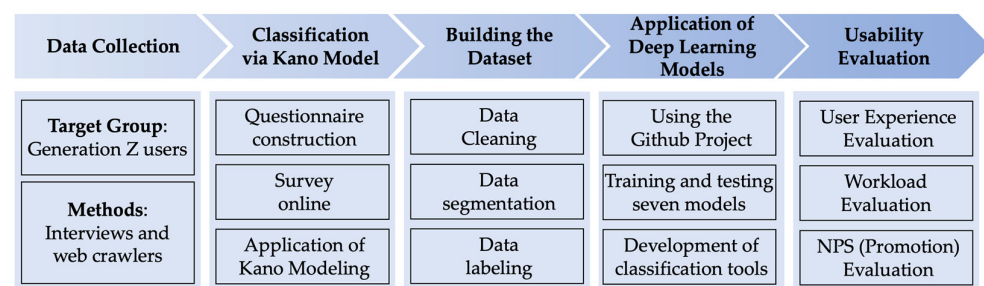 Data Collection
Classification
via Kano Model
Building the
Dataset
Application of
Deep Learning
Models
Usability
Evaluation
Target Group:
Generation Z users
Methods:
Interviews and
web crawlers
Questionnaire
construction
Survey
online
Application of
Kano Modeling
Data
Cleaning
Data
segmentation
Data
labeling
Using the
Github Project
Training and testing
seven models
Development of
classification tools
User Experience
Evaluation
Workload
Evaluation
NPS (Promotion)
Evaluation